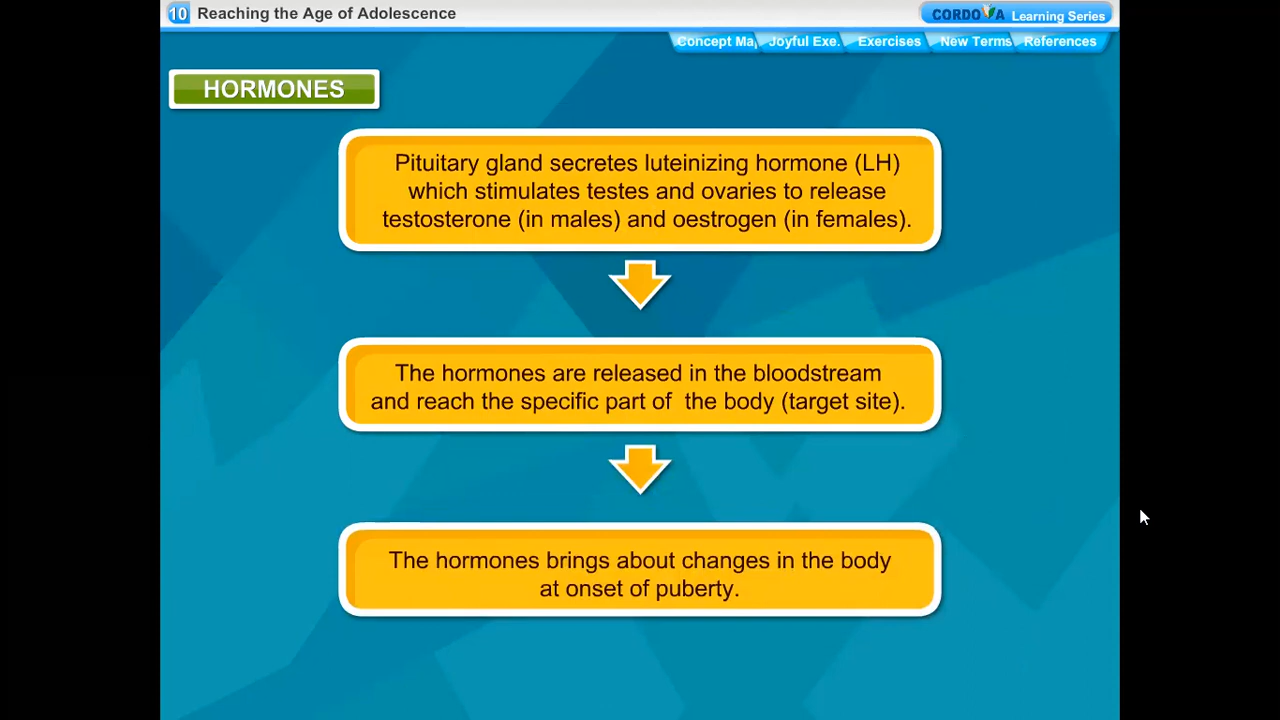 10 Reaching the Age of Adolescence
CORDOVA Learning Series
Concept Ma
Joyful Exe.
Exercises
New Terms
References
HORMONES
Pituitary gland secretes luteinizing hormone (LH)
which stimulates testes and ovaries to release
testosterone (in males) and oestrogen (in females).
The hormones are released in the bloodstream
and reach the specific part of the body (target site).
The hormones brings about changes in the body
at onset of puberty.